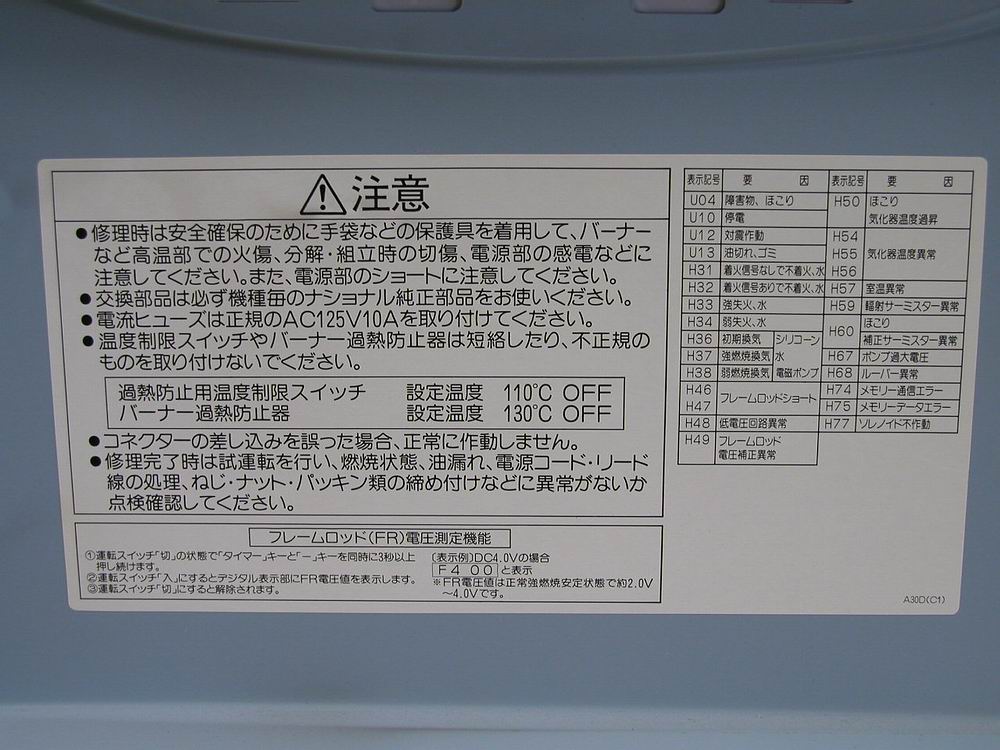 ⚠注意
●修理時は安全確保のために手袋などの保護具を着用して、バーナー
など高温部での火傷、分解・組立時の切傷、電源部の感電などに
注意してください。また、電源部のショートに注意してください。
●交換部品は必ず機種毎のナショナル純正部品をお使いください。
●電流ヒューズは正規のAC125V10Aを取り付けてください。
●温度制限スイッチやバーナー過熱防止器は短絡したり、不正規の
ものを取り付けないでください。
過熱防止用温度制限スイッチ 設定温度 110℃ OFF
バーナー過熱防止器 設定温度 130℃ OFF
●コネクターの差し込みを誤った場合、正常に作動しません。
●修理完了時は試運転を行い、燃焼状態、油漏れ、電源コード・リード
線の処理、ねじ・ナット・パッキン類の締め付けなどに異常がないか
点検確認してください。
フレームロッド(FR)電圧測定機能
①運転スイッチ「切」の状態で「タイマー」キーと「－」キーを同時に3秒以上
押し続けます。
②運転スイッチ「入」にするとデジタル表示部にFR電圧値を表示します。
③運転スイッチ「切」にすると解除されます。
(表示例)DC4.0Vの場合
F4 00 と表示
※FR電圧値は正常強燃焼安定状態で約2.0V
～4.0Vです。
表示記号 要因
U04 障害物、ほこり
U10 停電
U12 対震作動
U13 油切れ、ゴミ
H31 着火信号なしで不着火、水
H32 着火信号ありで不着火、水
H33 強失火、水
H34 弱失火、水
H36 初期換気 シリコーン
H37 強燃焼換気 水
H38 弱燃焼換気 電磁ポンプ
H46
H47
フレームロッドショート
H48 低電圧回路異常
H49 フレームロッド
電圧補正異常
表示記号 要因
H50 ほこり
気化器温度過昇
H54
H55 気化器温度異常
H56
H57 室温異常
H59 輻射サーミスター異常
H60 ほこり
補正サーミスター異常
H67 ポンプ過大電圧
H68 ルーバー異常
H74 メモリー通信エラー
H75 メモリーデータエラー
H77 ソレノイド不作動
A30D(C1)